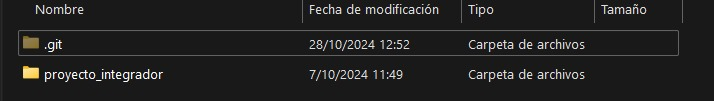 Nombre Fecha de modificación Tipo Tamaño
.git 28/10/2024 12:52 Carpeta de archivos
proyecto_integrador 7/10/2024 11:49 Carpeta de archivos